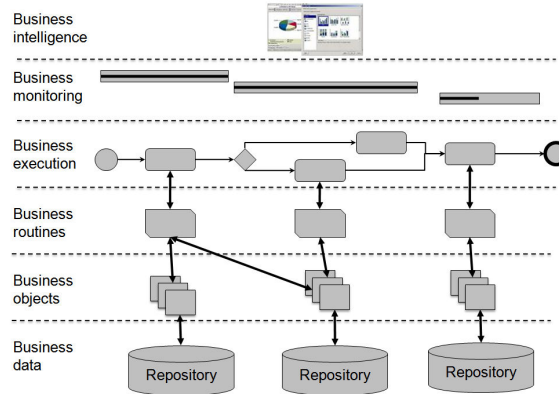 Business
intelligence
Business
monitoring
Business
execution
Business
routines
Business
objects
Business
data
Repository
Repository
Repository